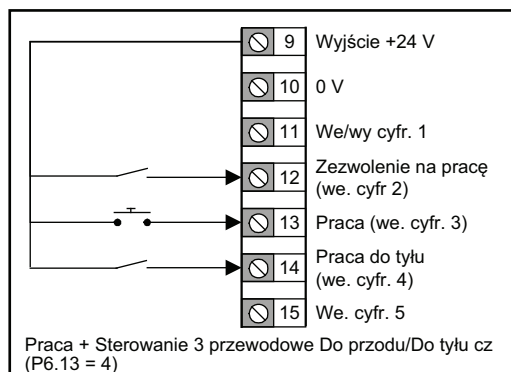 9 Wyjście +24 V
10 0 V
11 We/wy cyfr. 1
12 Zezwolenie na pracę
(we. cyfr 2)
13 Praca (we. cyfr. 3)
14 Praca do tyłu
(we. cyfr. 4)
15 We. cyfr. 5
Praca + Sterowanie 3 przewodowe Do przodu/Do tyłu cz
(P6.13 = 4)